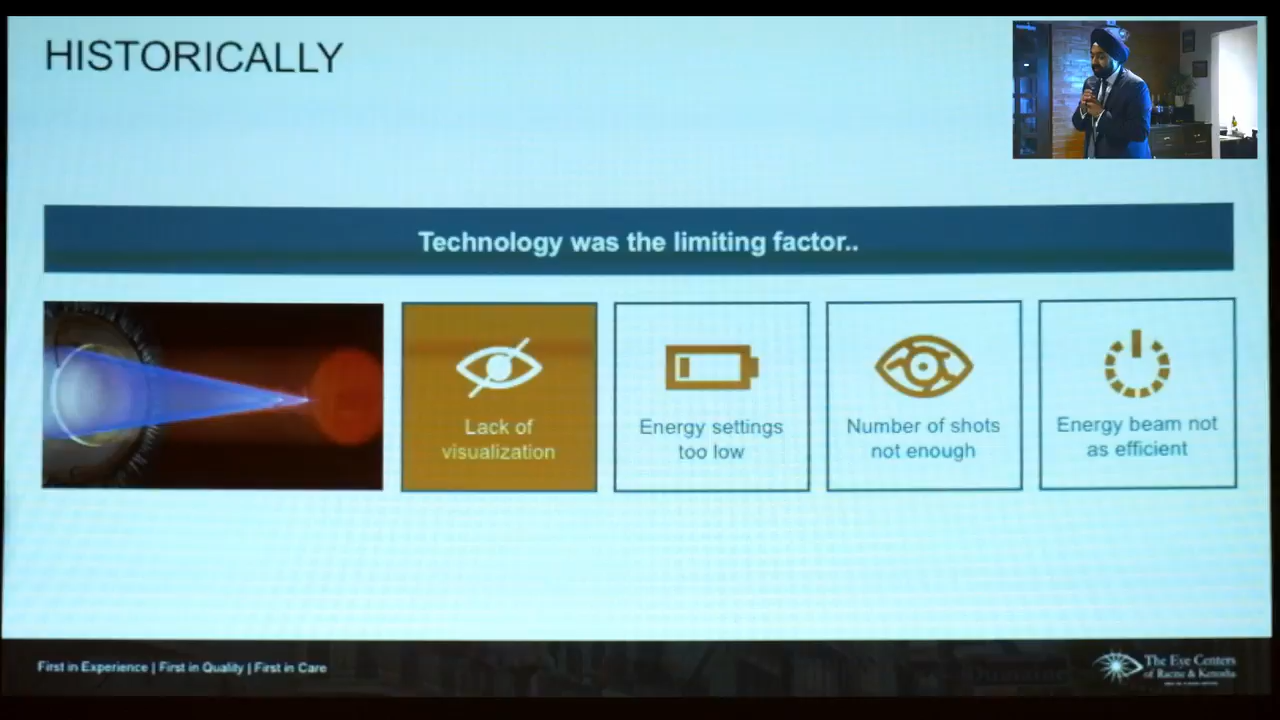 HISTORICALLY
Technology was the limiting factor..
Lack of
visualization
Energy settings
too low
Number of shots
not enough
Energy beam not
as efficient
First in Experience | First in Quality | First in Care
The Eye Centers
of Racine & Kenosha